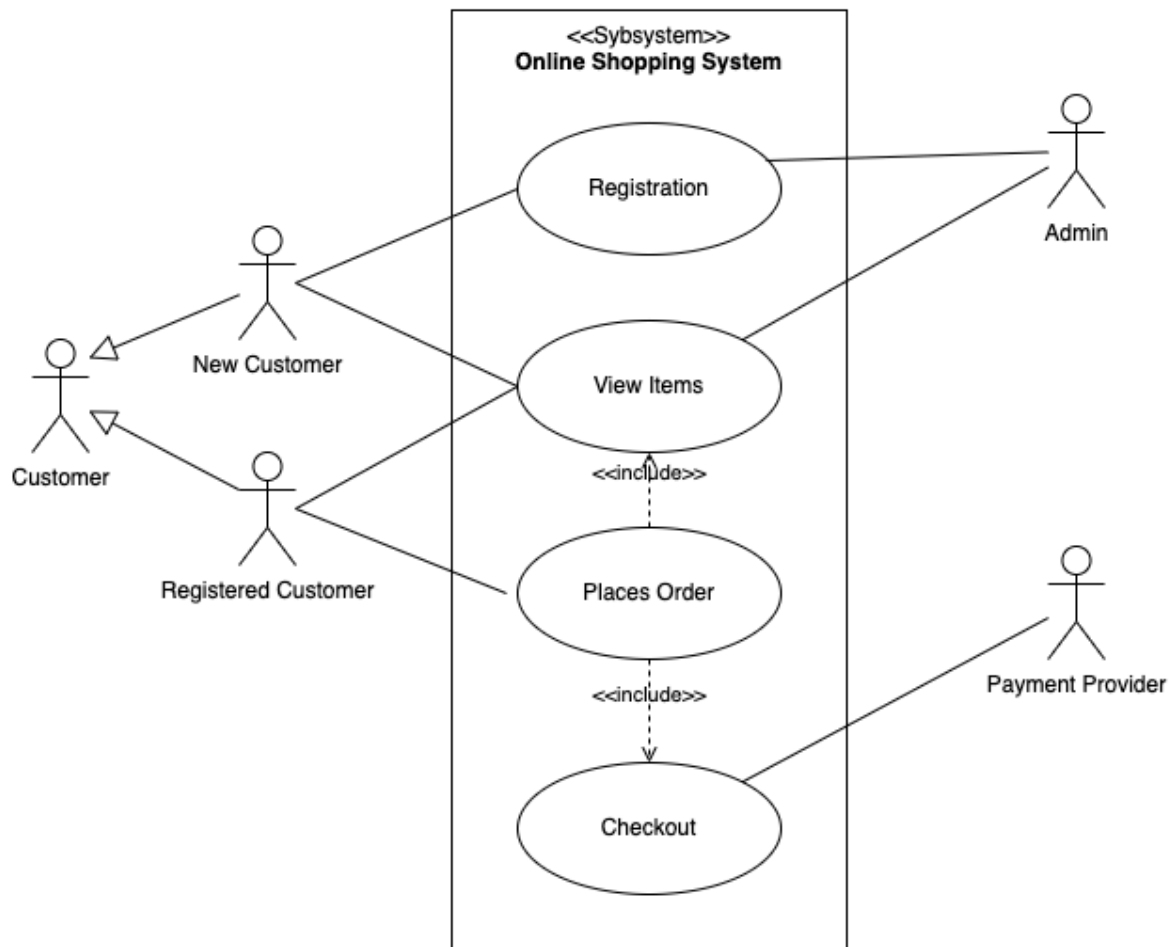 <<Sybsystem>>
Online Shopping System
Registration
Admin
New Customer
View Items
Customer
<<include>>
Registered Customer
Places Order
Payment Provider
<<include>>
Checkout